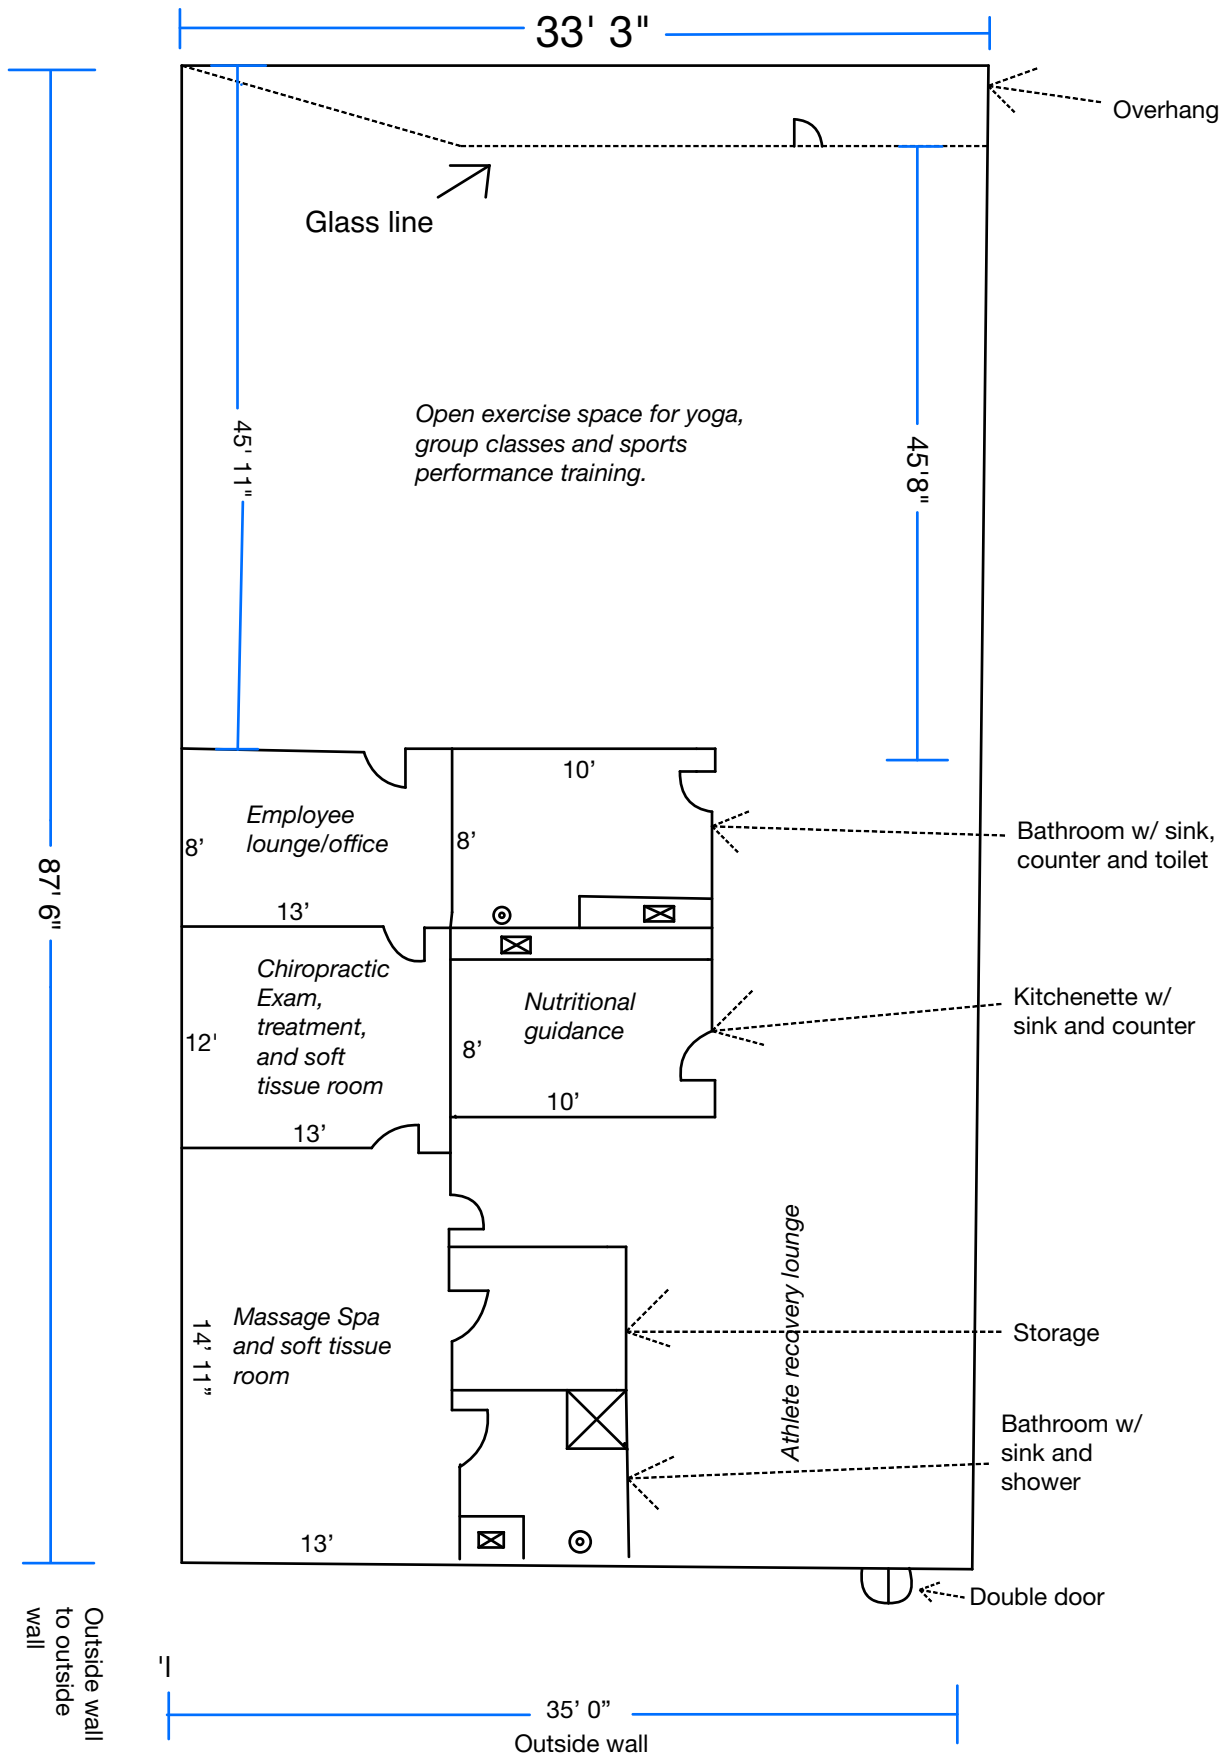 33' 3"
Overhang
Glass line
Open exercise space for yoga,
group classes and sports
performance training.
45' 11"
45'8"
10'
Employee
lounge/office
8'
8'
Bathroom w/ sink,
counter and toilet
87' 6"
13'
Chiropractic
Exam,
treatment,
and soft
tissue room
Nutritional
guidance
Kitchenette w/
sink and counter
12'
8'
10'
13'
Athlete recovery lounge
Massage Spa
and soft tissue
room
14' 11”
Storage
Bathroom w/
sink and
shower
13'
Double door
Outside wall
to outside
wall
'l
35’ 0”
Outside wall